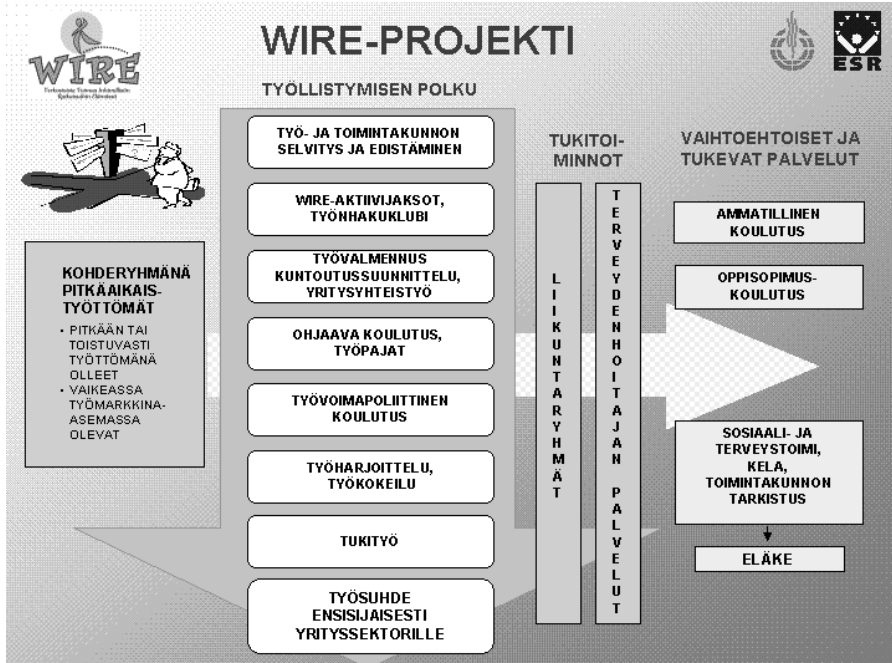 WIRE-PROJEKTI
WIRE
ESR
TYÖLLISTYMISEN POLKU
TYÖ- JA TOIMINTAKUNNON
SELVITYS JA EDISTÄMINEN
WIRE-AKTIIVIJAKSOT,
TYÖNHAKUKLUBI
TYÖVALMENNUS
KUNTOUTUSSUUNNITTELU,
YRITYSYHTEISTYÖ
OHJAAVA KOULUTUS,
TYÖPAJAT
TYÖVOIMAPOLIITTINEN
KOULUTUS
TYÖHARJOITTELU,
TYÖKOKEILU
TUKITYÖ
TYÖSUHDE
ENSISIJAISESTI
YRITYSSEKTORILLE
KOHDERYHMÄNÄ
PITKÄAIKAIS-
TYÖTTÖMÄT
• PITKÄÄN TAI
TOISTUVASTI
TYÖTTÖMÄNÄ
OLLEET
• VAIKEASSA
TYÖMARKKINA-
ASEMASSA
OLEVAT
TUKITOI-
MINNOT
LIIKUNTARYHMÄT
TERVEYDENHOITAJAN PALVELUT
VAIHTOEHTOISET JA
TUKEVAT PALVELUT
AMMATILLINEN
KOULUTUS
OPPISOPIMUS-
KOULUTUS
SOSIAALI- JA
TERVEYSTOIMI,
KELA,
TOIMINTAKUNNON
TARKISTUS
ELÄKE